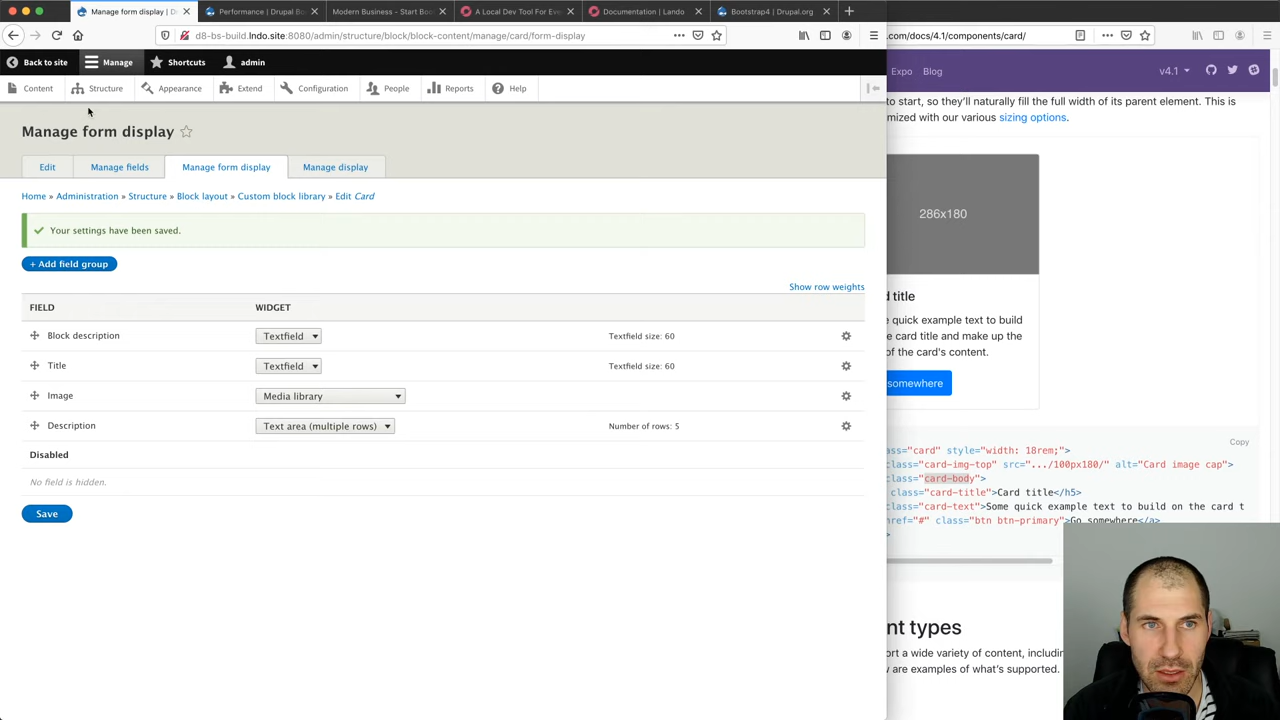 Manage form display | D
Performance | Drupal Bo
Modern Business - Start Boo
A Local Dev Tool For Eve
Documentation | Lando
Bootstrap4 | Drupal.org
d8-bs-build.lndo.site:8080/admin/structure/block/block-content/manage/card/form-display
.com/docs/4.1/components/card/
Back to site
Manage
Shortcuts
admin
Expo
Blog
v4.1
Content
Structure
Appearance
Extend
Configuration
People
Reports
Help
to start, so they'll naturally fill the full width of its parent element. This is
mized with our various sizing options.
Manage form display
Edit
Manage fields
Manage form display
Manage display
Home » Administration » Structure » Block layout » Custom block library » Edit Card
Your settings have been saved.
+ Add field group
Show row weights
FIELD
WIDGET
Block description
Textfield
Textfield size: 60
Title
Textfield
Textfield size: 60
Image
Media library
Description
Text area (multiple rows)
Number of rows: 5
Disabled
No field is hidden.
Save
286x180
d title
quick example text to build
e card title and make up the
of the card's content.
somewhere
Copy
ass="card" style="width: 18rem;">
class="card-img-top" src=".../100px180/" alt="Card image cap">
class="card-body">
class="card-title">Card title</h5>
class="card-text">Some quick example text to build on the card t
href="#" class="btn btn-primary">Go somewhere</a>
>
nt types
ort a wide variety of content, includin
w are examples of what's supported.